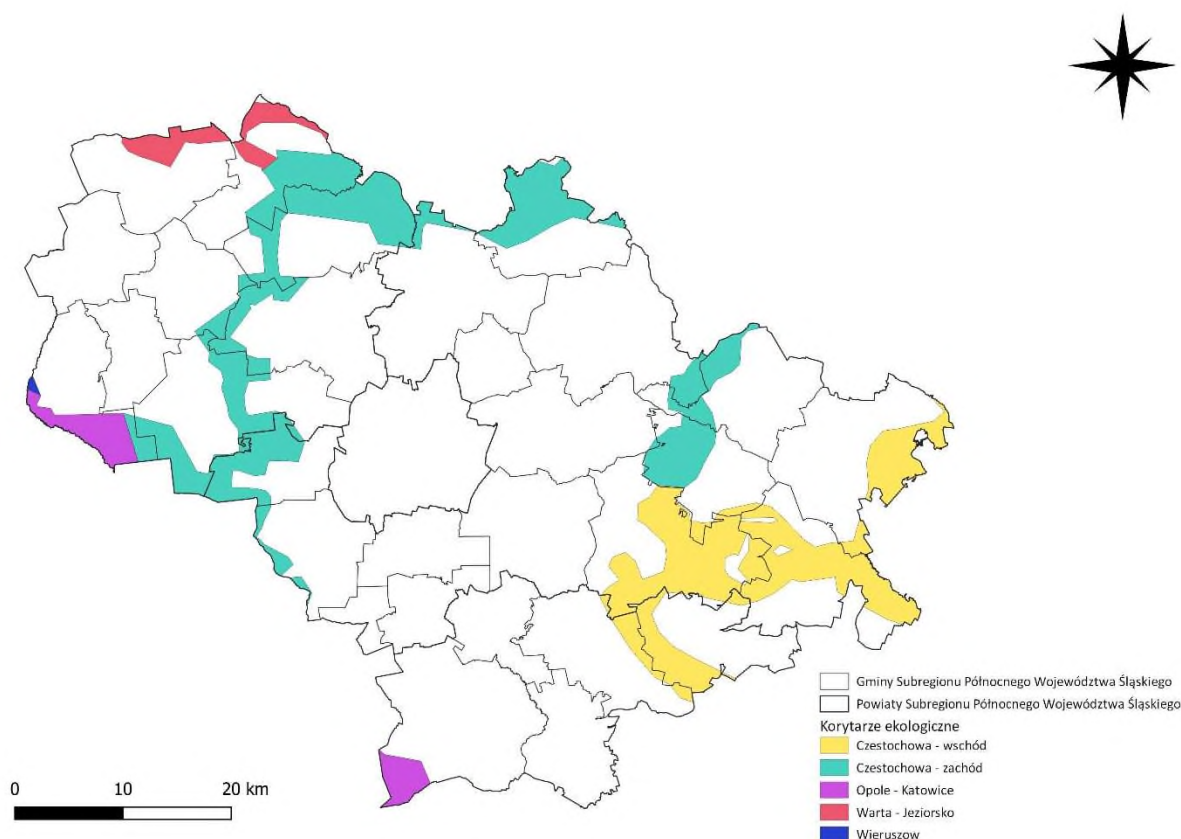 Gminy Subregionu Północnego Województwa Śląskiego
Powiaty Subregionu Północnego Województwa Śląskiego
Korytarze ekologiczne
Czestochowa - wschód
Czestochowa - zachód
Opole - Katowice
Warta - Jeziorsko
Wieruszow
0 10 20 km